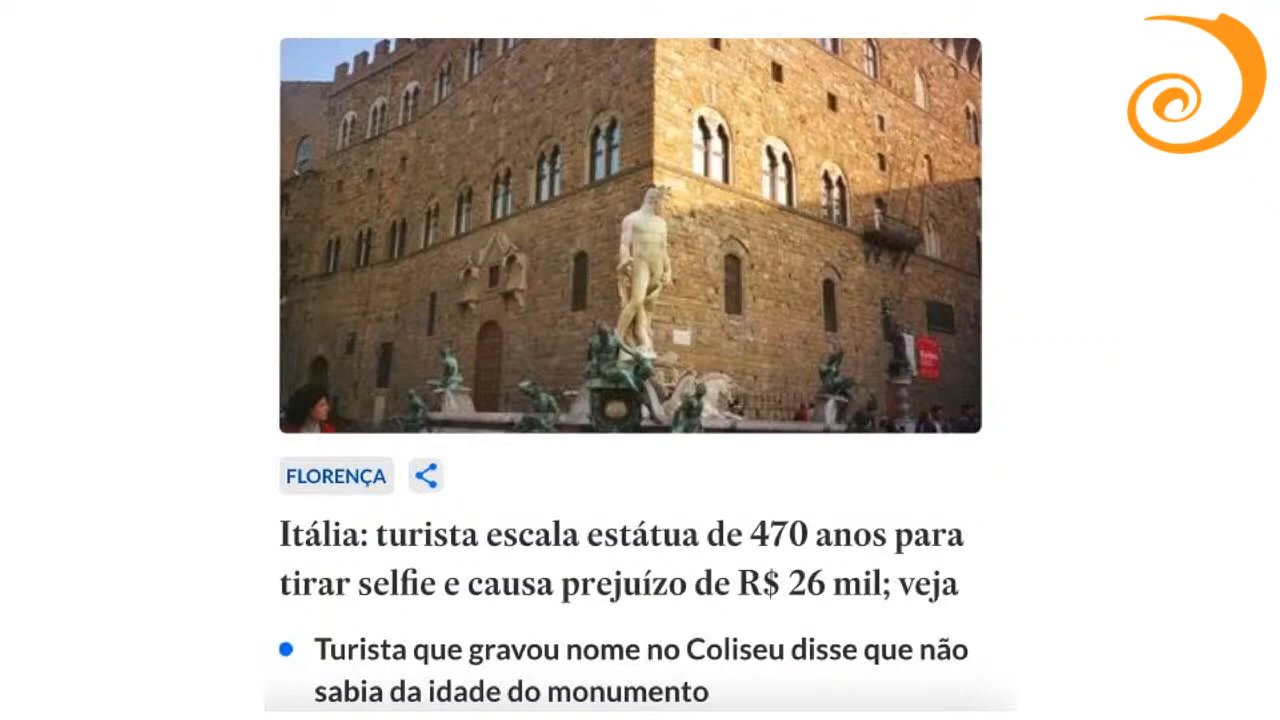 FLORENÇA
Itália: turista escala estátua de 470 anos para
tirar selfie e causa prejuízo de R$ 26 mil; veja
Turista que gravou nome no Coliseu disse que não
sabia da idade do monumento